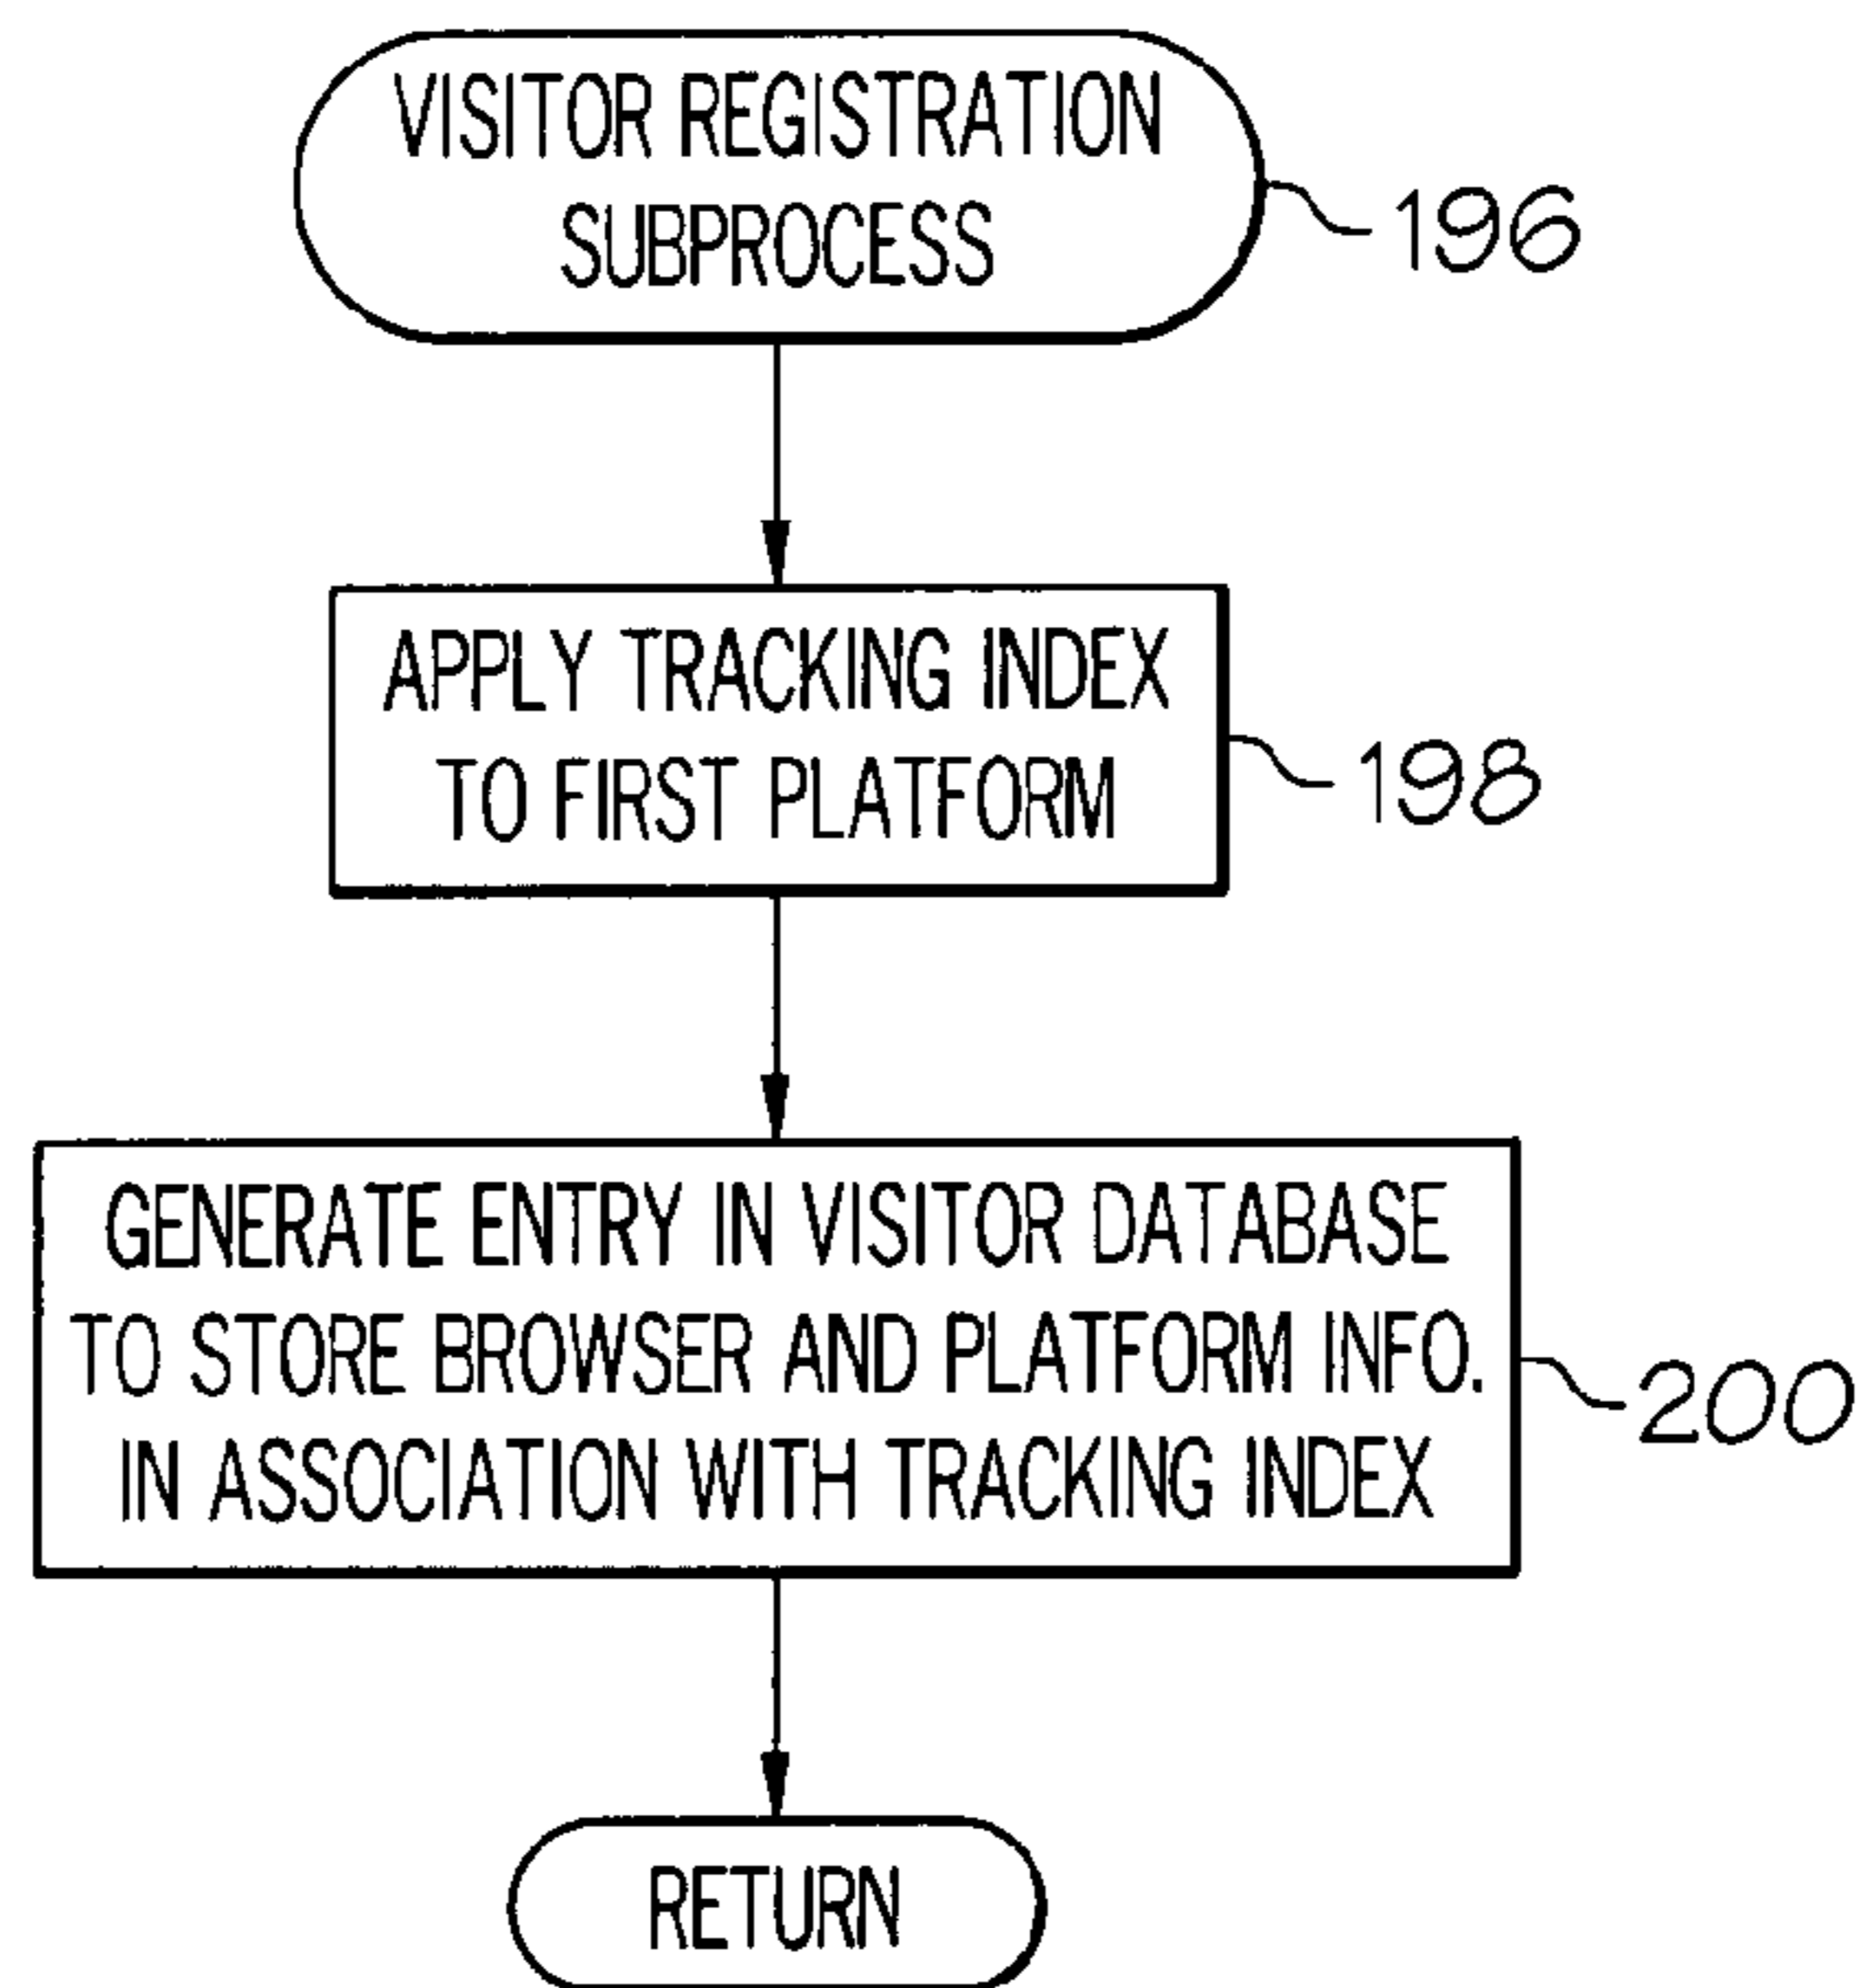 VISITOR REGISTRATION
SUBPROCESS
196
APPLY TRACKING INDEX
TO FIRST PLATFORM
198
GENERATE ENTRY IN VISITOR DATABASE
TO STORE BROWSER AND PLATFORM INFO.
IN ASSOCIATION WITH TRACKING INDEX
200
RETURN